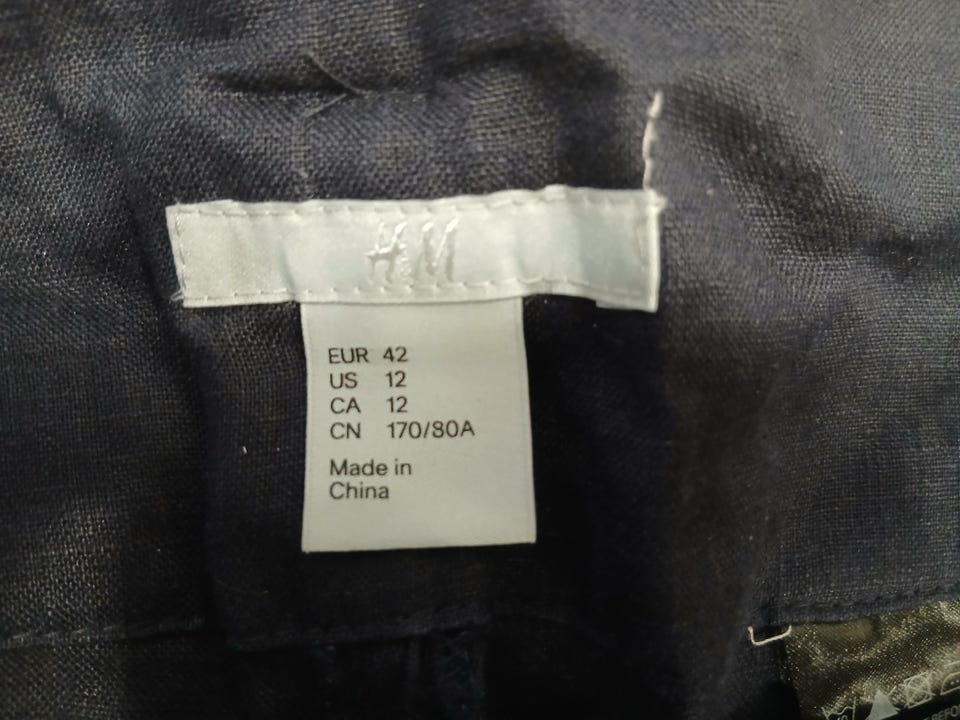 H&M
EUR 42
US 12
CA 12
CN 170/80A
Made in
China